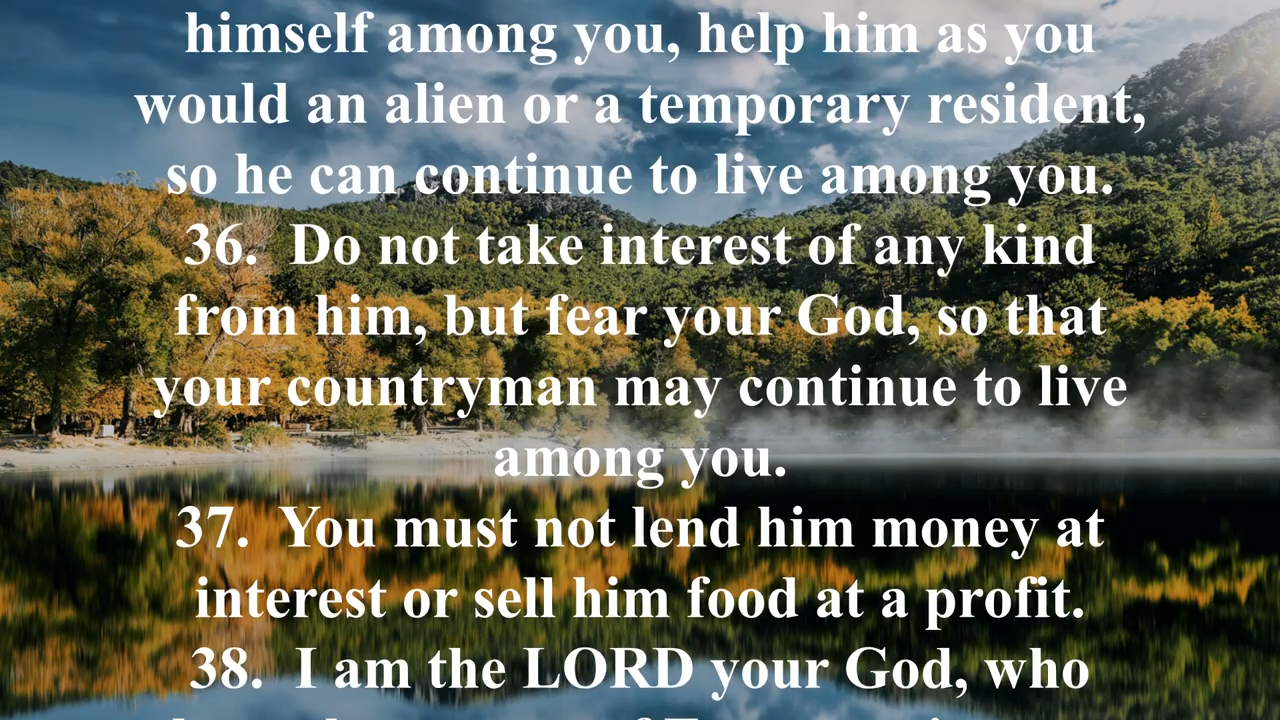 himself among you, help him as you
would an alien or a temporary resident,
so he can continue to live among you.
36.  Do not take interest of any kind
from him, but fear your God, so that
your countryman may continue to live
among you.
37.  You must not lend him money at
interest or sell him food at a profit.
38.  I am the LORD your God, who